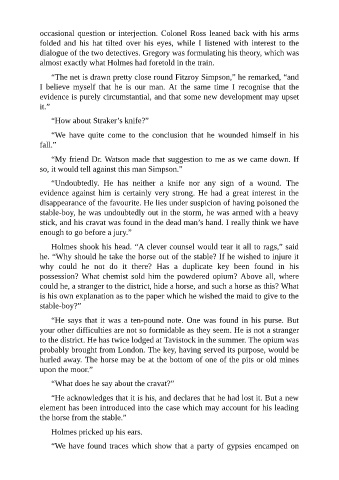 occasional question or interjection. Colonel Ross leaned back with his arms
folded and his hat tilted over his eyes, while I listened with interest to the
dialogue of the two detectives. Gregory was formulating his theory, which was
almost exactly what Holmes had foretold in the train.
“The net is drawn pretty close round Fitzroy Simpson,” he remarked, “and
I believe myself that he is our man. At the same time I recognise that the
evidence is purely circumstantial, and that some new development may upset
it.”
“How about Straker’s knife?”
“We have quite come to the conclusion that he wounded himself in his
fall.”
“My friend Dr. Watson made that suggestion to me as we came down. If
so, it would tell against this man Simpson.”
“Undoubtedly. He has neither a knife nor any sign of a wound. The
evidence against him is certainly very strong. He had a great interest in the
disappearance of the favourite. He lies under suspicion of having poisoned the
stable-boy, he was undoubtedly out in the storm, he was armed with a heavy
stick, and his cravat was found in the dead man’s hand. I really think we have
enough to go before a jury.”
Holmes shook his head. “A clever counsel would tear it all to rags,” said
he. “Why should he take the horse out of the stable? If he wished to injure it
why could he not do it there? Has a duplicate key been found in his
possession? What chemist sold him the powdered opium? Above all, where
could he, a stranger to the district, hide a horse, and such a horse as this? What
is his own explanation as to the paper which he wished the maid to give to the
stable-boy?”
“He says that it was a ten-pound note. One was found in his purse. But
your other difficulties are not so formidable as they seem. He is not a stranger
to the district. He has twice lodged at Tavistock in the summer. The opium was
probably brought from London. The key, having served its purpose, would be
hurled away. The horse may be at the bottom of one of the pits or old mines
upon the moor.”
“What does he say about the cravat?”
“He acknowledges that it is his, and declares that he had lost it. But a new
element has been introduced into the case which may account for his leading
the horse from the stable.”
Holmes pricked up his ears.
“We have found traces which show that a party of gypsies encamped on